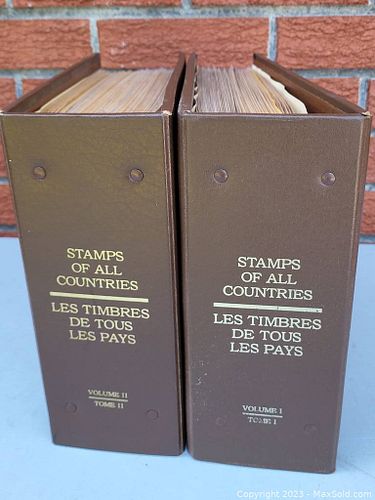 STAMPS
OF ALL
COUNTRIES
LES TIMBRES
DE TOUS
LES PAYS
VOLUME II
TOME II
STAMPS
OF ALL
COUNTRIES
LES TIMBRES
DE TOUS
LES PAYS
VOLUME I
TOME I
Copyright 2023 - MaxSold.com